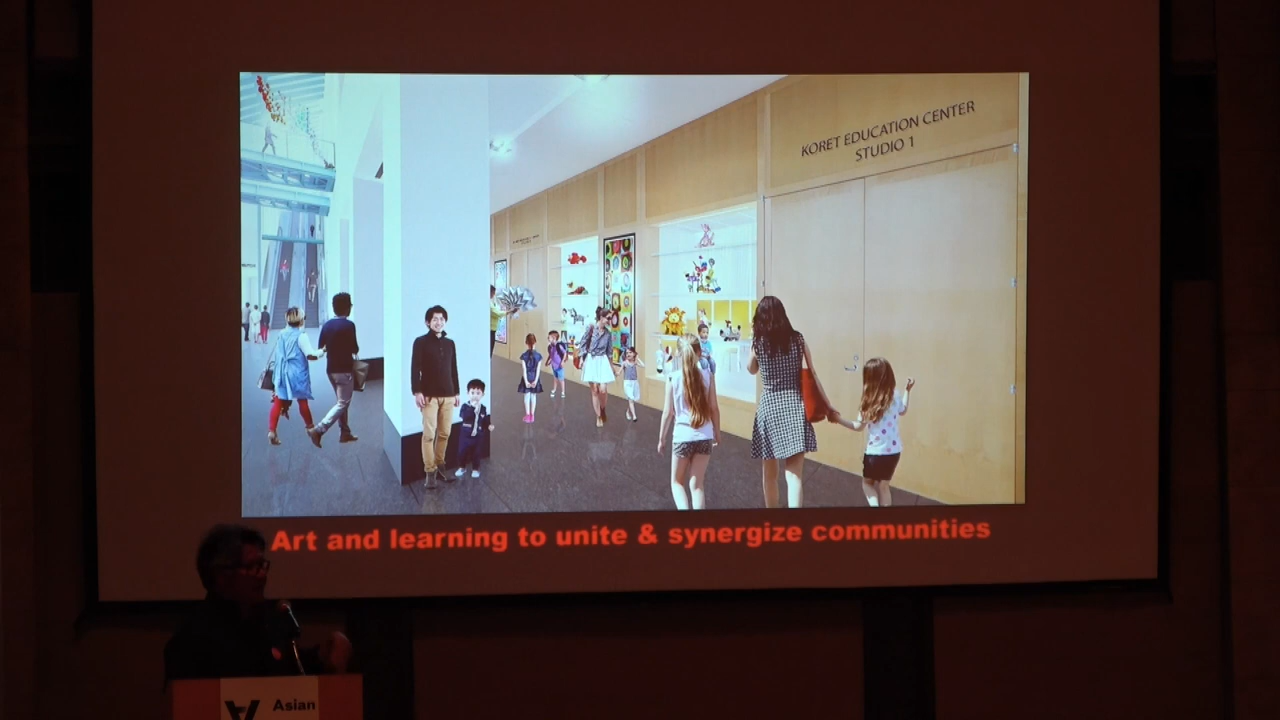 KORET EDUCATION CENTER
STUDIO 1
Art and learning to unite & synergize communities
Asian